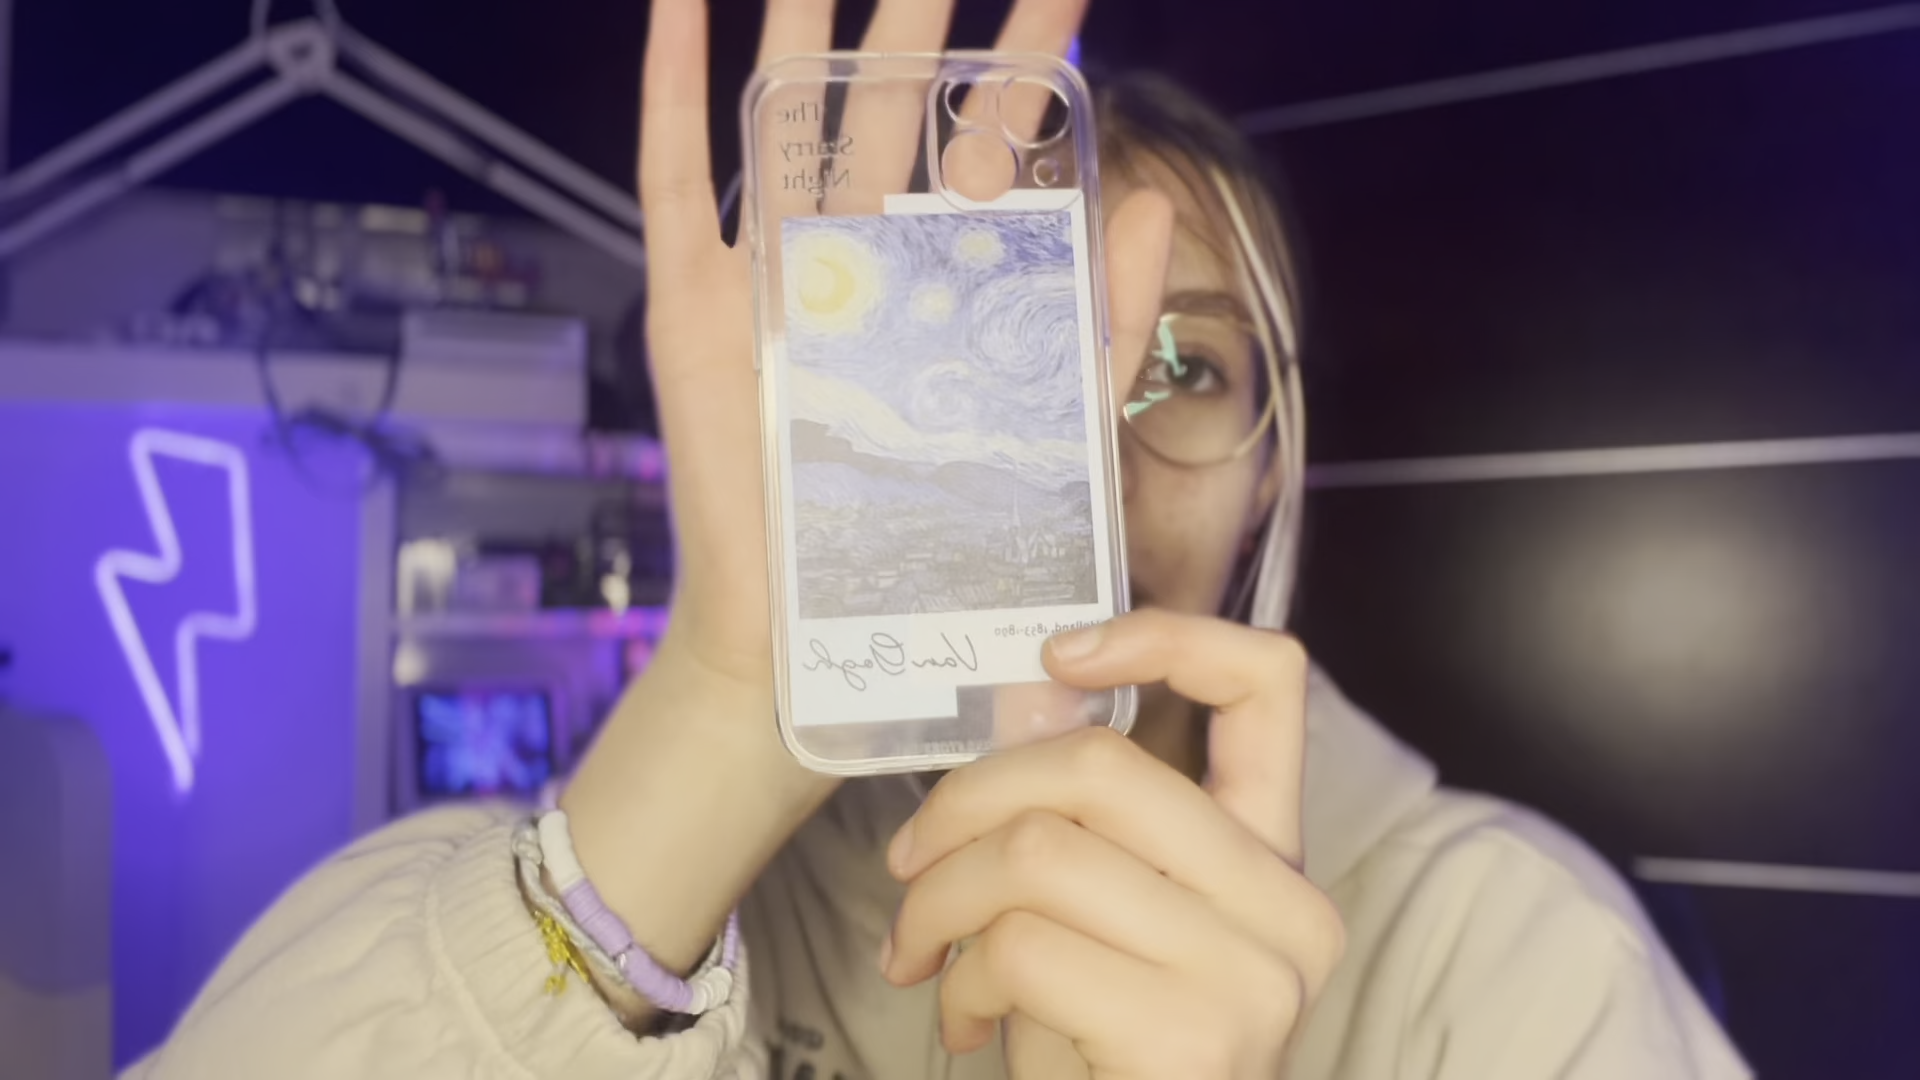 The
Starry
Night
Holland, 1853-1890
Van Gogh